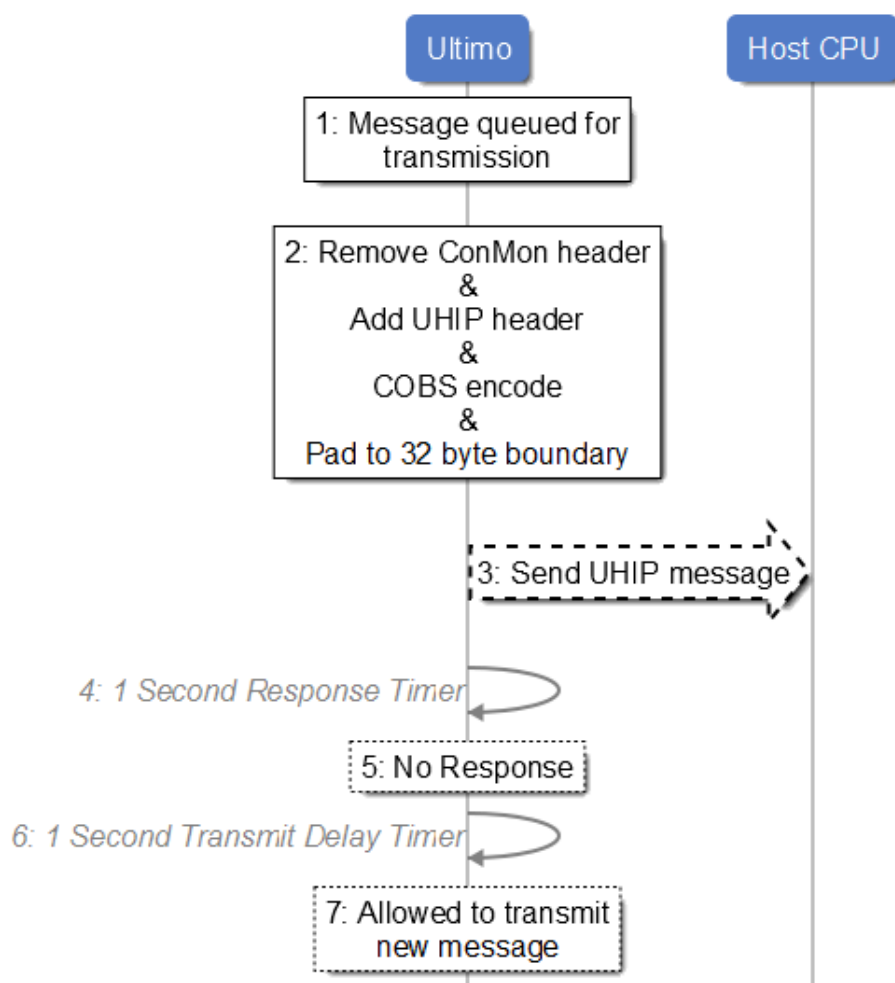 Ultimo
Host CPU
1: Message queued for
transmission
2: Remove ConMon header
&
Add UHIP header
&
COBS encode
&
Pad to 32 byte boundary
3: Send UHIP message
4: 1 Second Response Timer
5: No Response
6: 1 Second Transmit Delay Timer
7: Allowed to transmit
new message